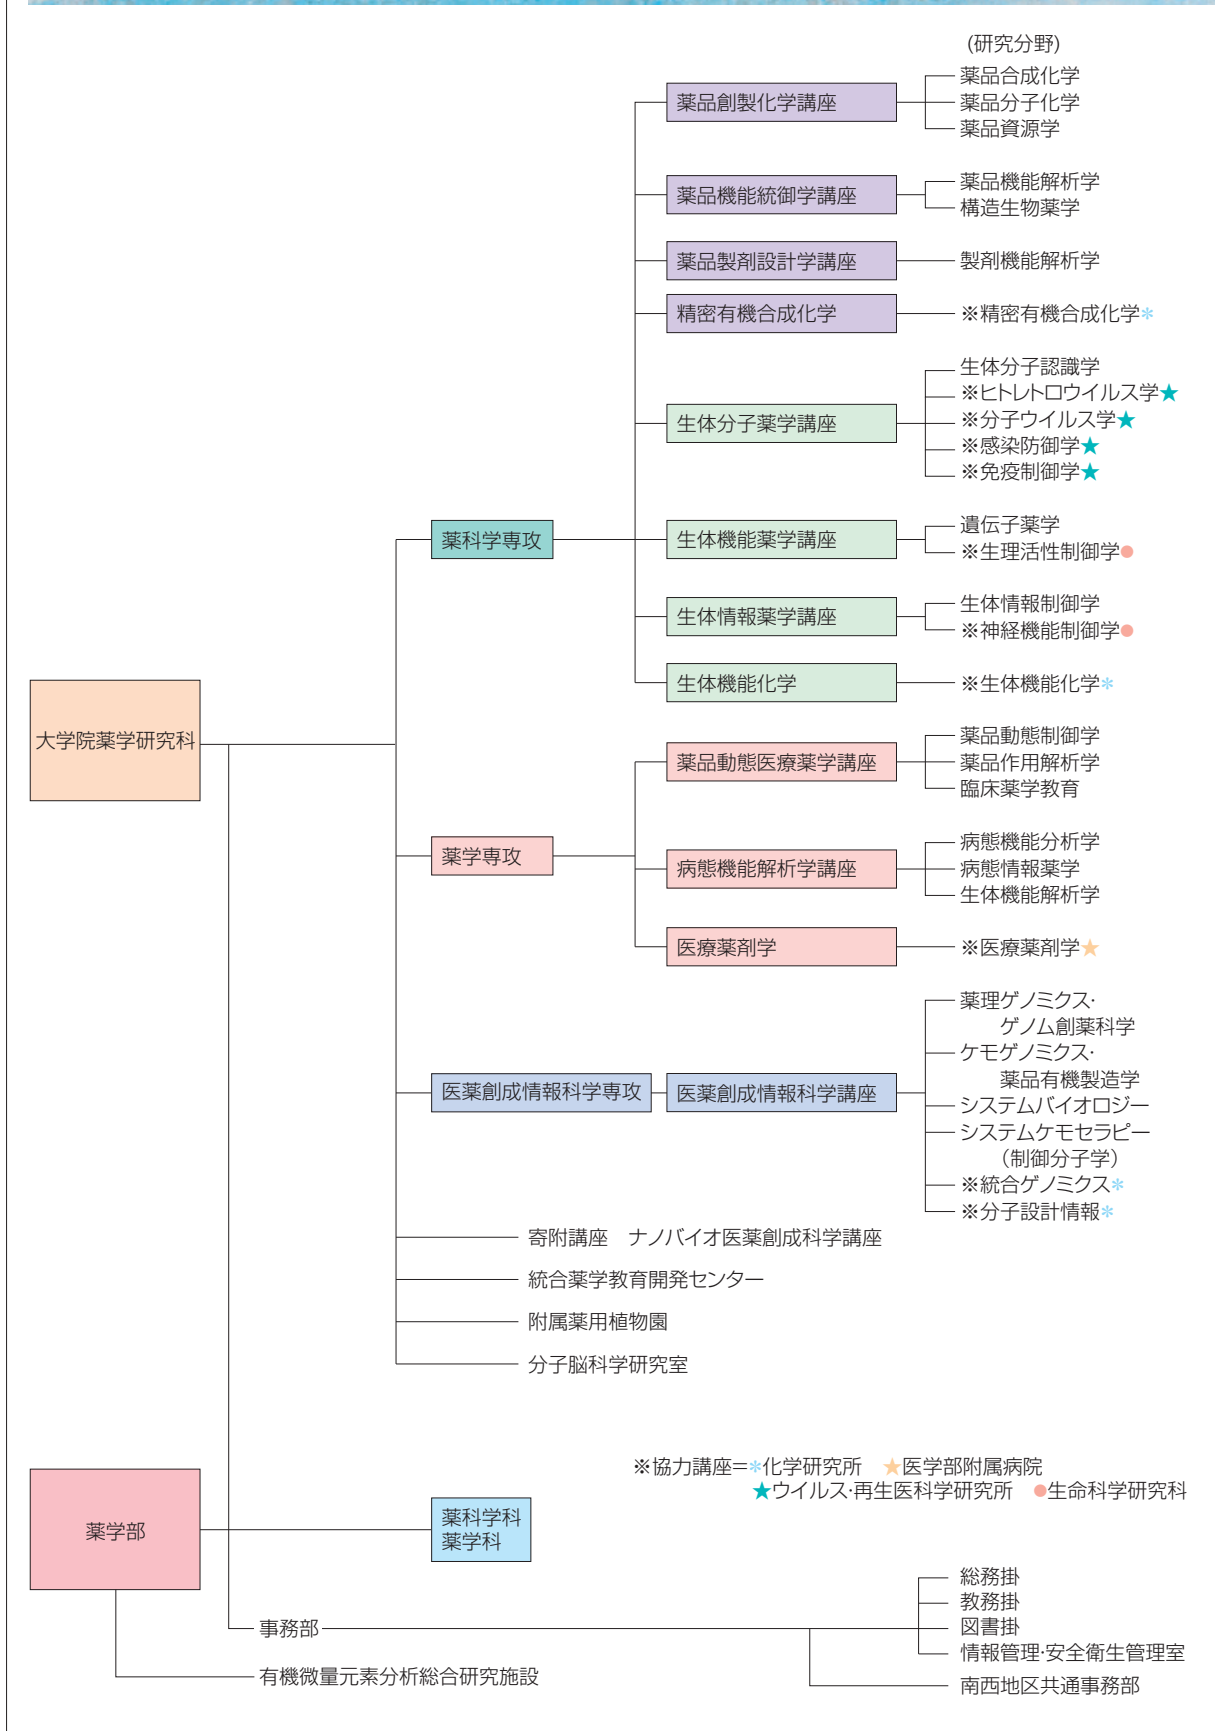 (研究分野)
薬品創製化学講座
薬品合成化学
薬品分子化学
薬品資源学
薬品機能統御学講座
薬品機能解析学
構造生物薬学
薬品製剤設計学講座
製剤機能解析学
精密有機合成化学
※精密有機合成化学*
生体分子薬学講座
生体分子認識学
※ヒトレトロウイルス学★
※分子ウイルス学★
※感染防御学★
※免疫制御学★
薬科学専攻
生体機能薬学講座
遺伝子薬学
※生理活性制御学●
生体情報薬学講座
生体情報制御学
※神経機能制御学●
生体機能化学
※生体機能化学*
大学院薬学研究科
薬品動態医療薬学講座
薬品動態制御学
薬品作用解析学
臨床薬学教育
薬学専攻
病態機能解析学講座
病態機能分析学
病態情報薬学
生体機能解析学
医療薬剤学
※医療薬剤学★
医薬創成情報科学専攻
医薬創成情報科学講座
薬理ゲノミクス・
ゲノム創薬科学
ケモゲノミクス・
薬品有機製造学
システムバイオロジー
システムケモセラピー
(制御分子学)
※統合ゲノミクス*
※分子設計情報*
寄附講座 ナノバイオ医薬創成科学講座
統合薬学教育開発センター
附属薬用植物園
分子脳科学研究室
※協力講座=*化学研究所 ★医学部附属病院
★ウイルス・再生医科学研究所 ●生命科学研究科
薬学部
薬科学科
薬学科
事務部
総務掛
教務掛
図書掛
情報管理・安全衛生管理室
南西地区共通事務部
有機微量元素分析総合研究施設